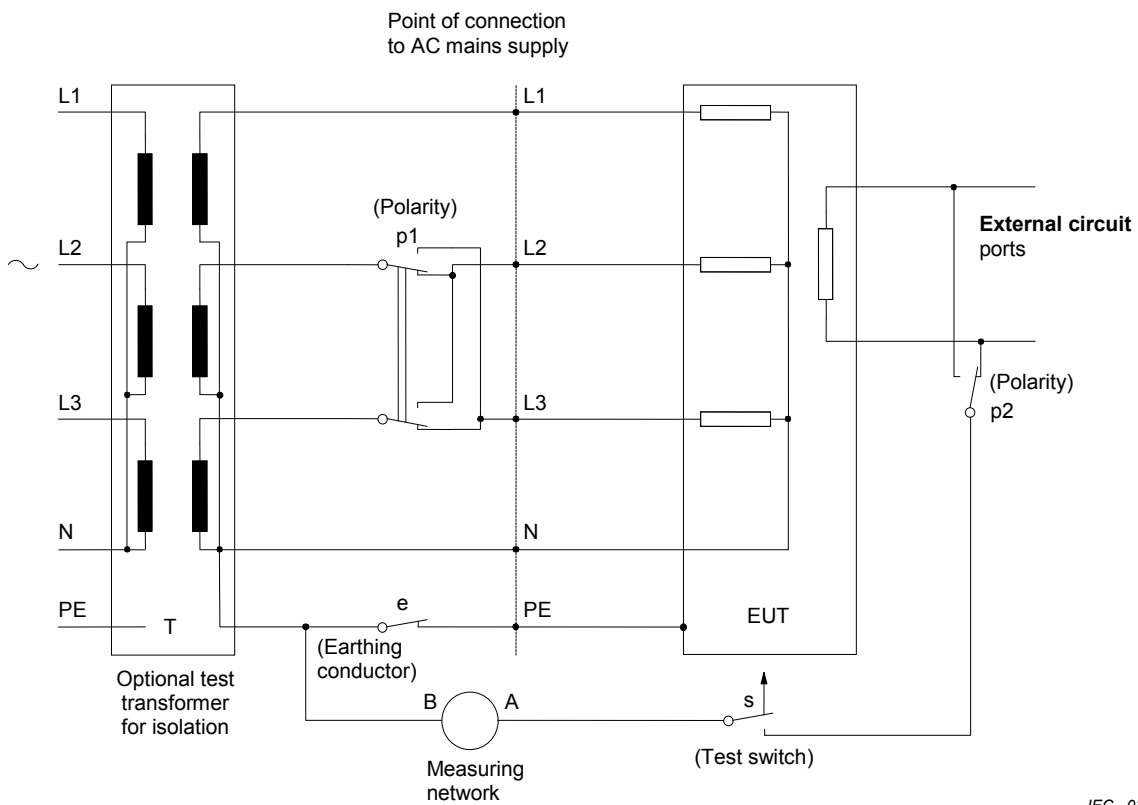 Point of connection
to AC mains supply
L1
L1
(Polarity)
p1
External circuit
ports
L2
L2
L3
L3
(Polarity)
p2
N
N
PE
T
e
PE
EUT
(Earthing
conductor)
Optional test
transformer
for isolation
B
A
s
(Test switch)
Measuring
network
IEC